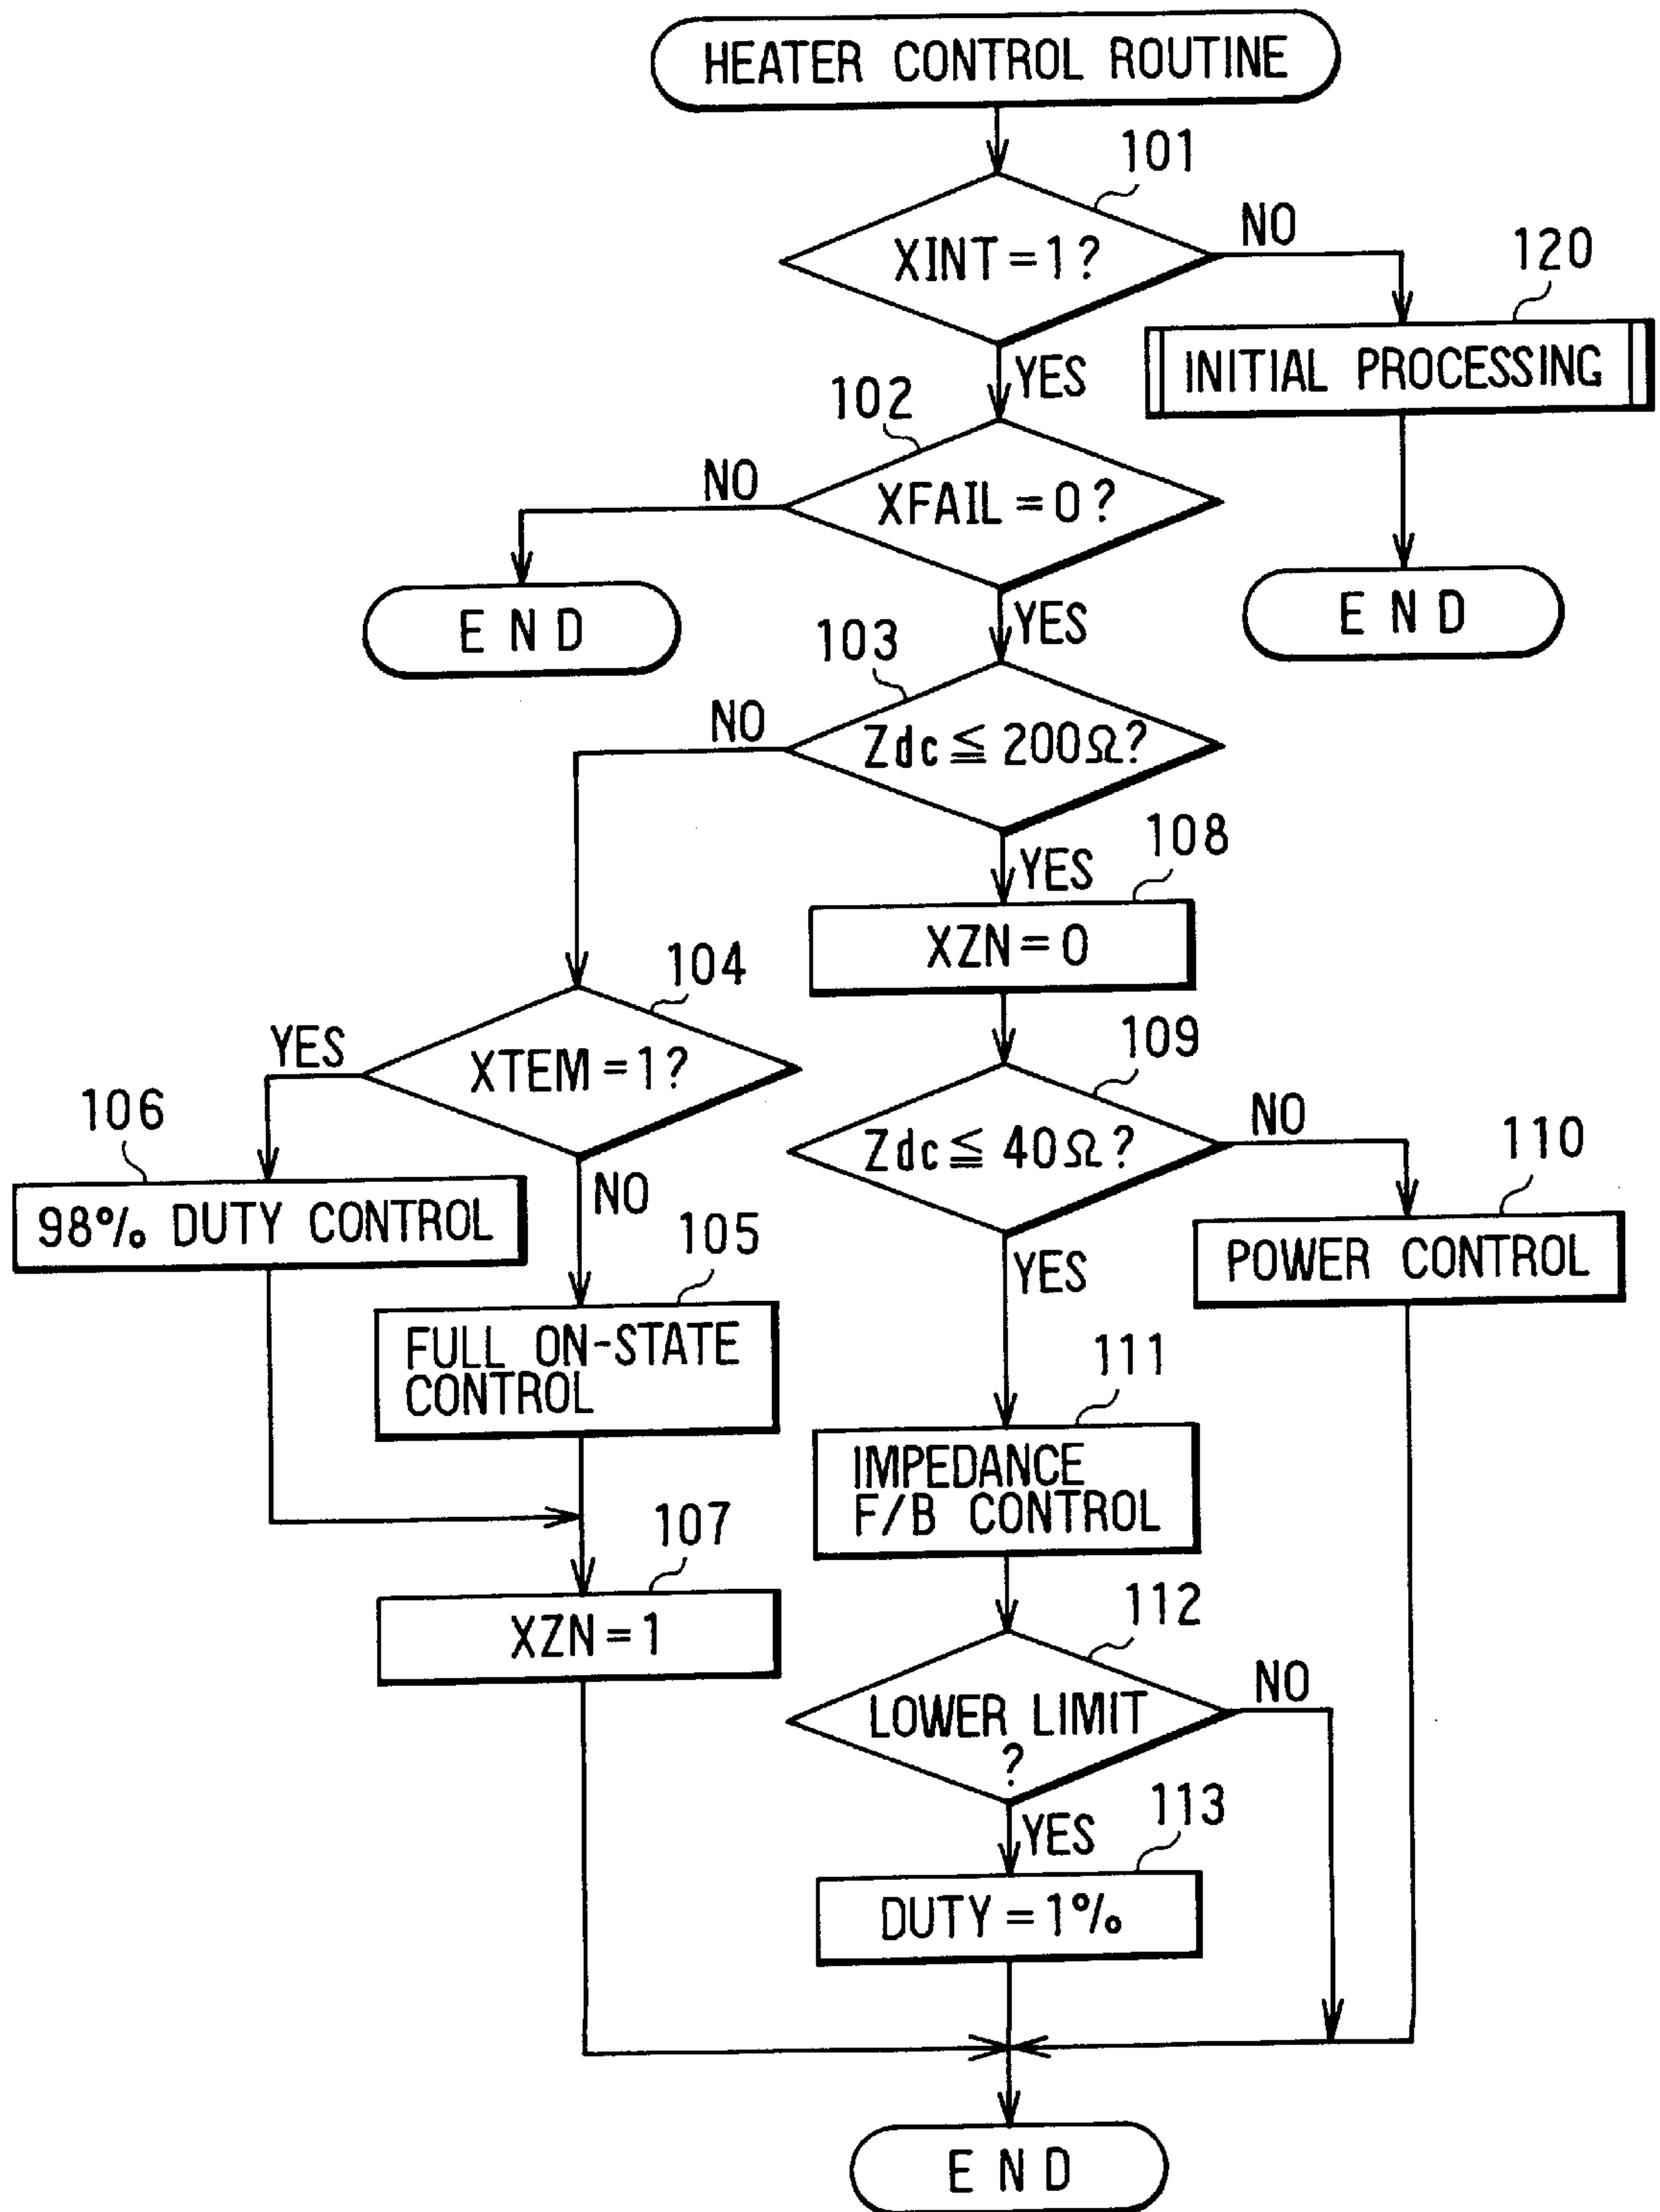 HEATER CONTROL ROUTINE
101
XINT = 1 ?
NO
120
YES
INITIAL PROCESSING
102
NO
XFAIL = 0 ?
END
YES
END
103
NO
Zdc ≦ 200Ω?
YES
108
XZN = 0
104
YES
XTEM = 1 ?
109
106
Zdc ≦ 40Ω ?
NO
110
98% DUTY CONTROL
NO
YES
POWER CONTROL
105
FULL ON-STATE
CONTROL
111
IMPEDANCE
F/B CONTROL
107
XZN = 1
112
LOWER LIMIT
?
NO
YES
113
DUTY = 1%
END